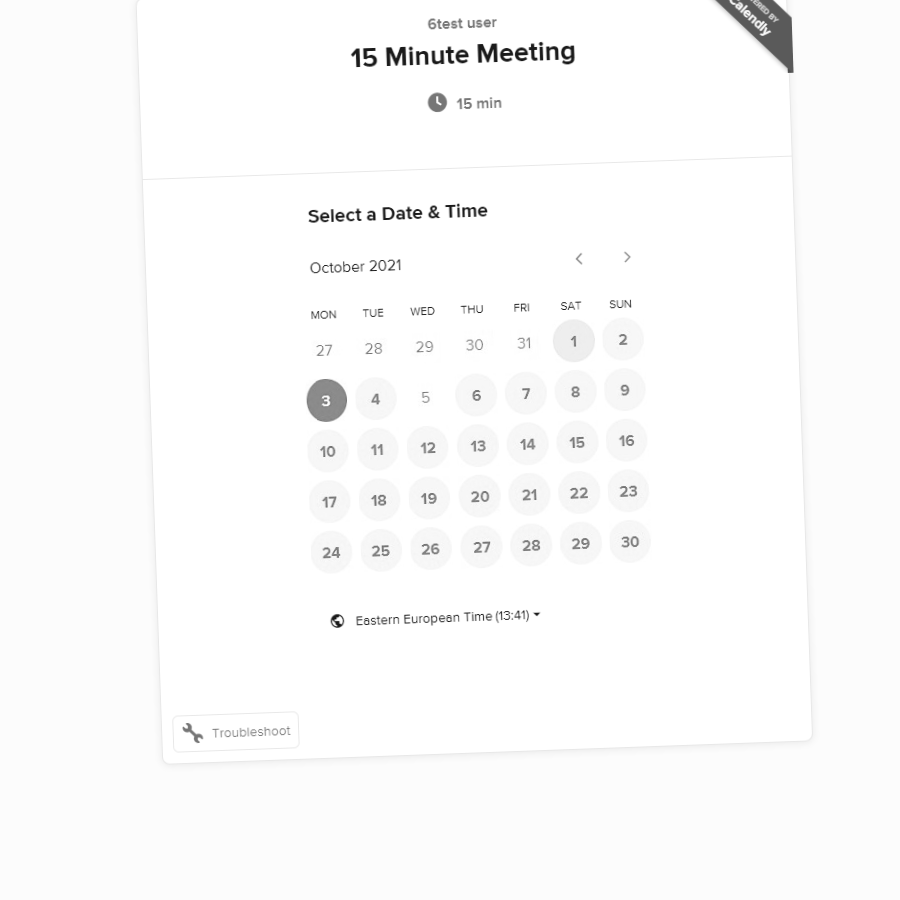 6test user
15 Minute Meeting
15 min
Calendly
Select a Date & Time
October 2021
MON TUE WED THU FRI SAT SUN
27 28 29 30 31 1 2
3 4 5 6 7 8 9
10 11 12 13 14 15 16
17 18 19 20 21 22 23
24 25 26 27 28 29 30
Eastern European Time (13:41)
Troubleshoot